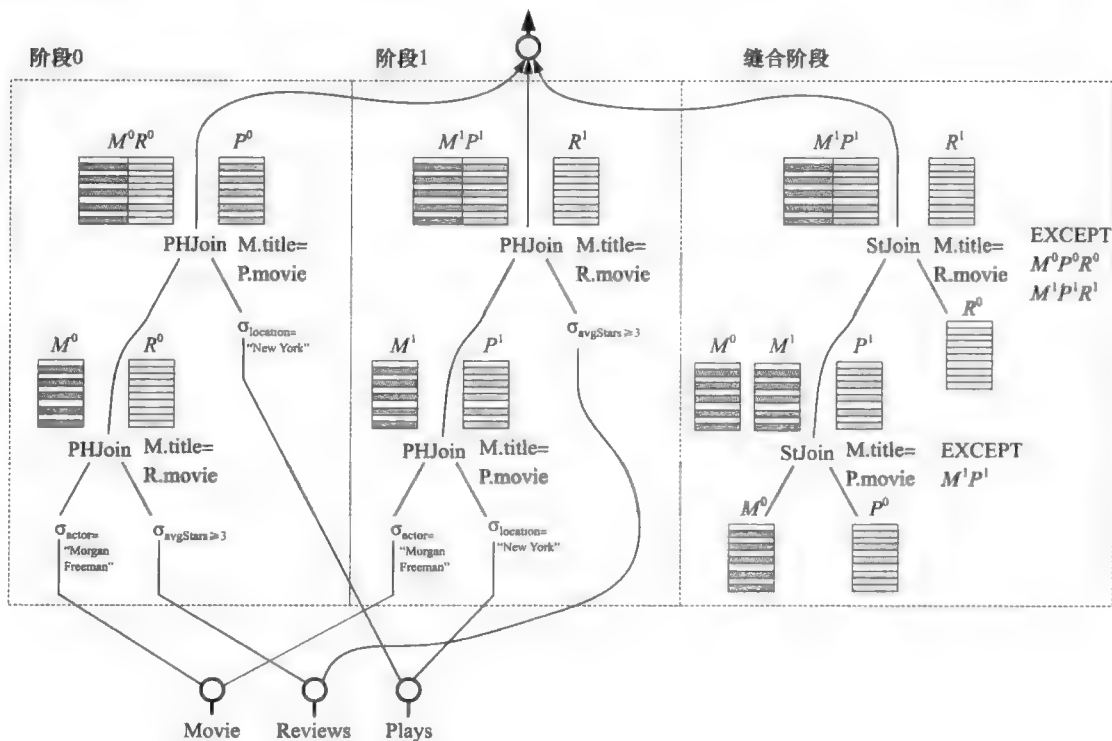 阶段0
阶段1
缝合阶段
M⁰R⁰
P⁰
M¹P¹
R¹
M¹P¹
R¹
PHJoin
M.title=
P.movie
PHJoin
M.title=
R.movie
StJoin
M.title=
R.movie
EXCEPT
M⁰P⁰R⁰
M¹P¹R¹
σlocation=
"New York"
σavgStars≥3
R⁰
M⁰
R⁰
M¹
P¹
M⁰
M¹
P¹
PHJoin
M.title=
R.movie
PHJoin
M.title=
P.movie
StJoin
M.title=
P.movie
EXCEPT
M¹P¹
σactor=
"Morgan
Freeman"
σavgStars≥3
σactor=
"Morgan
Freeman"
σlocation=
"New York"
M⁰
P⁰
Movie
Reviews
Plays